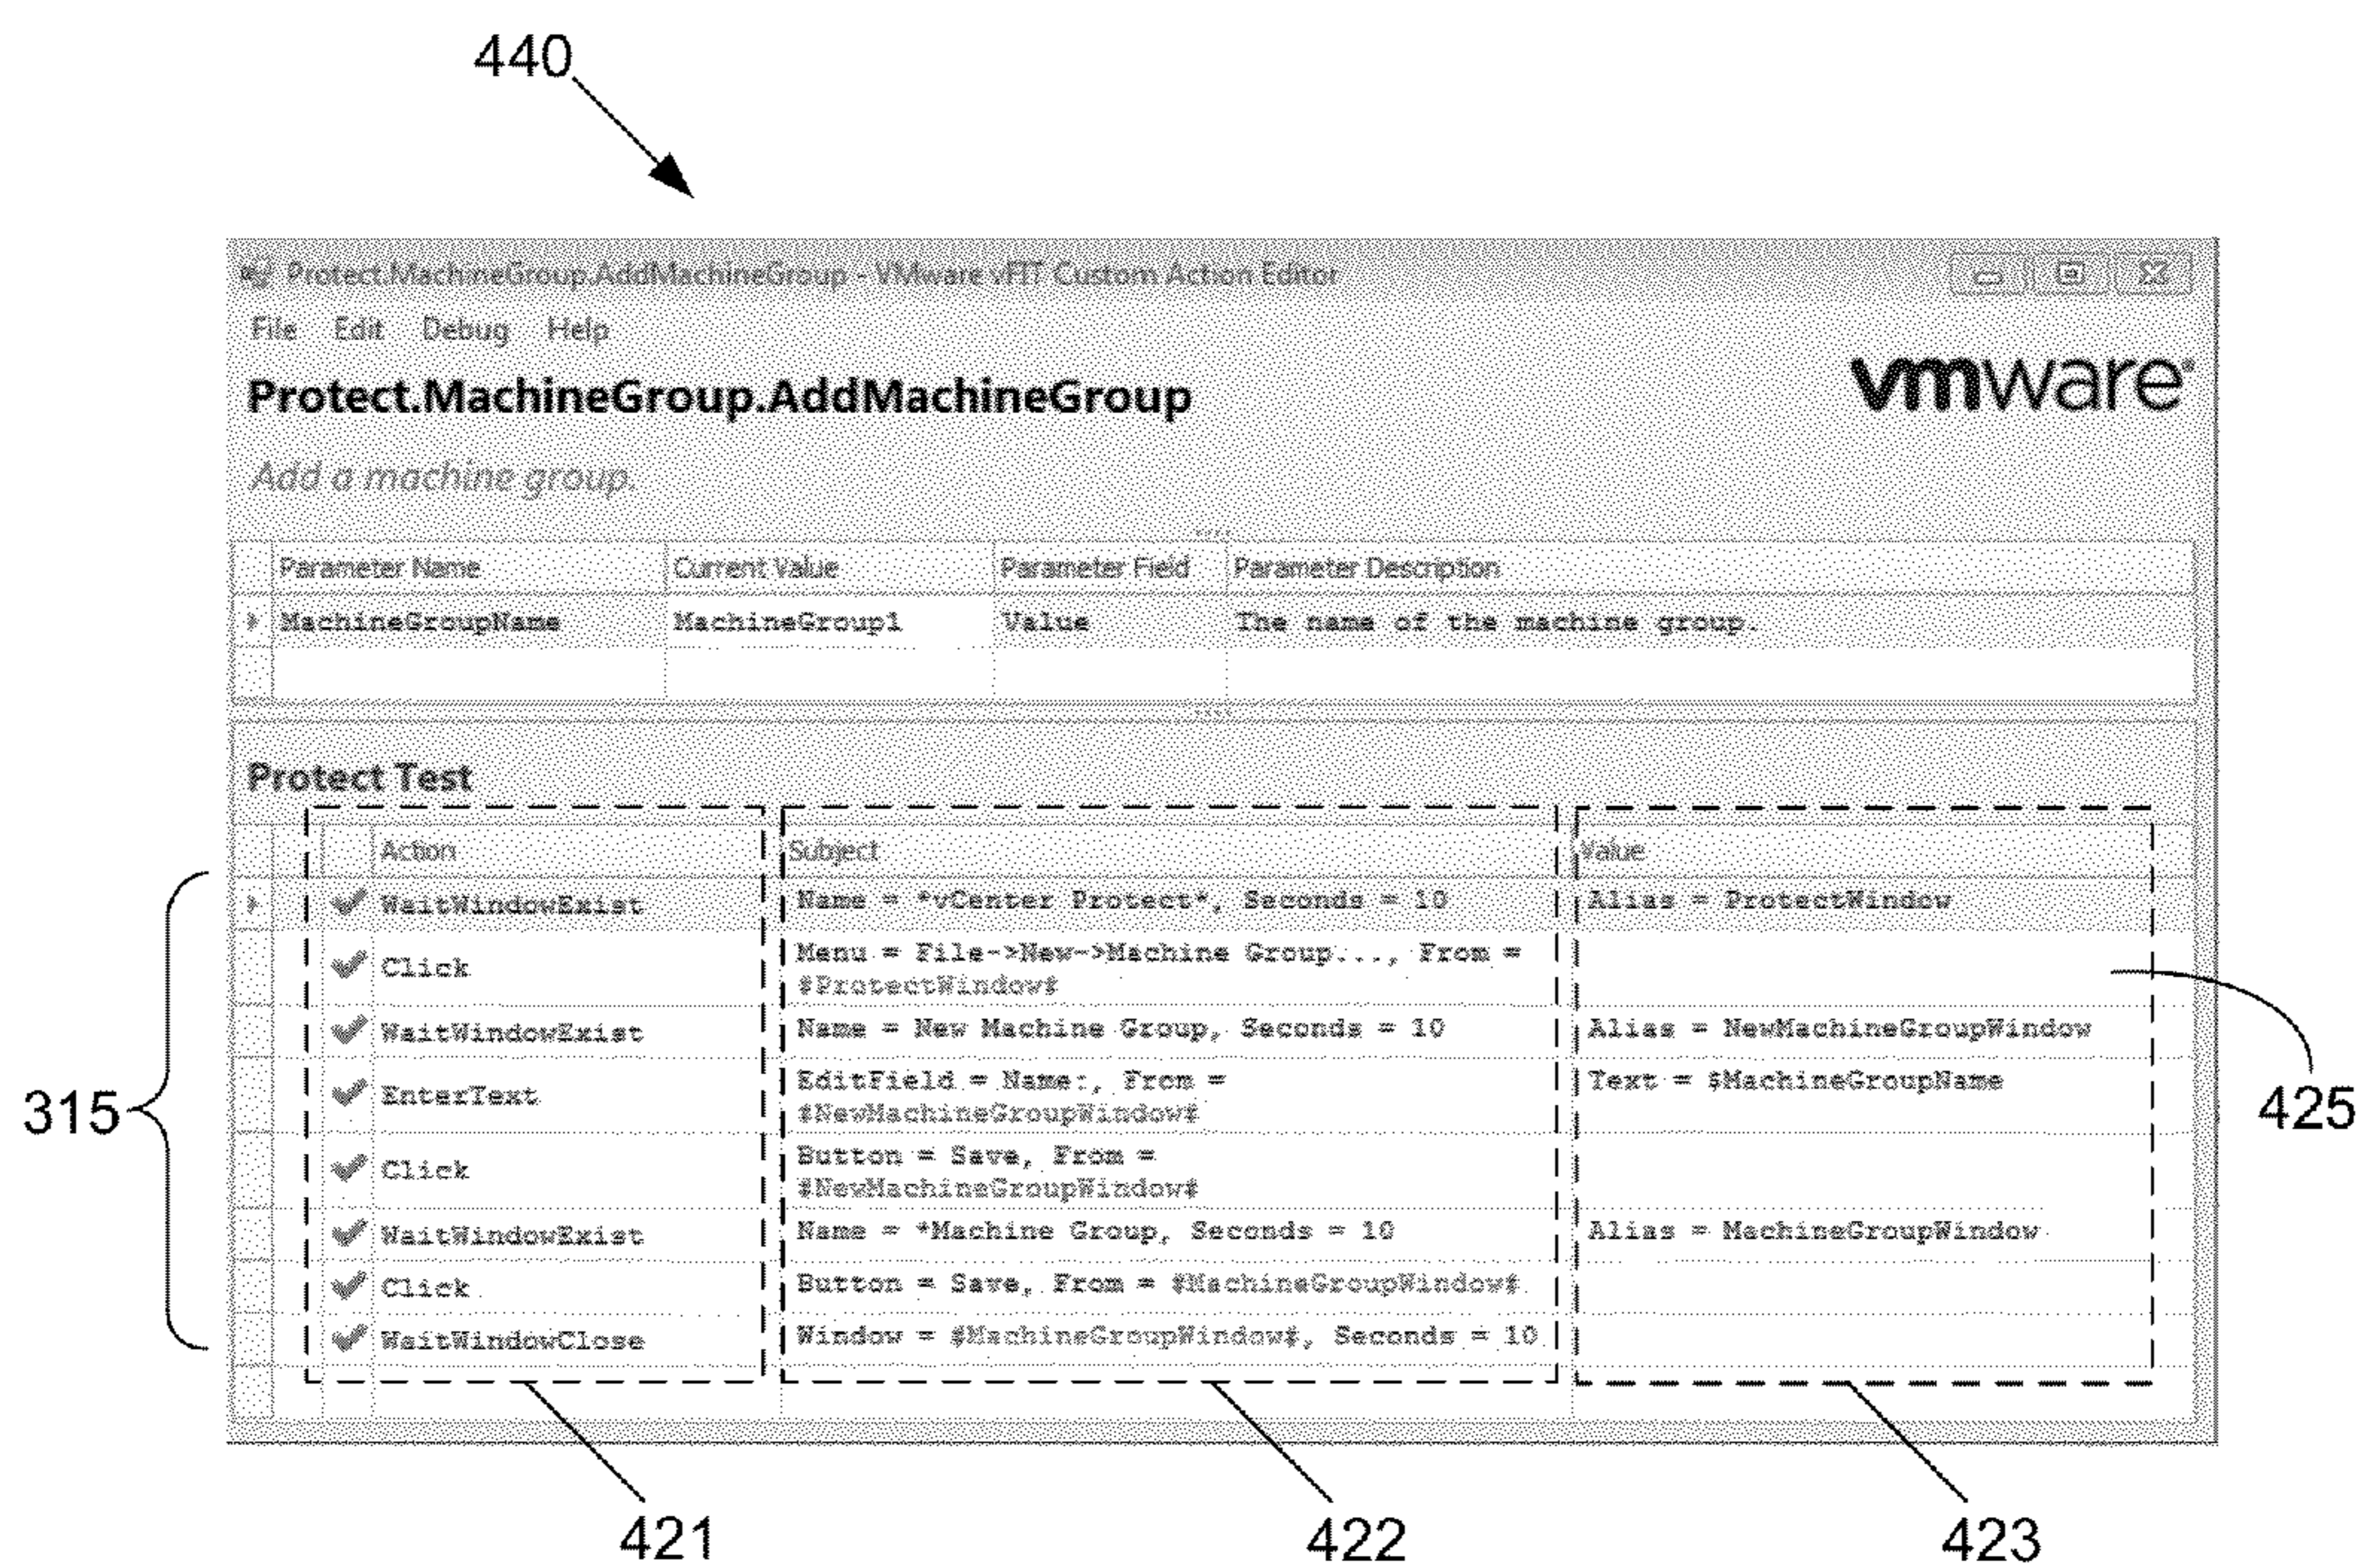 440
Protect.MachineGroup.AddMachineGroup - VMware vFIT Custom Action Editor
File Edit Debug Help
Protect.MachineGroup.AddMachineGroup
vmware®
Add a machine group.
Parameter Name Current Value Parameter Field Parameter Description
MachineGroupName MachineGroup1 Value The name of the machine group.
Protect Test
Action Subject Value
WaitWindowExist Name = *vCenter Protect*, Seconds = 10 Alias = ProtectWindow
Click Menu = File->New->Machine Group..., From =
#ProtectWindow#
WaitWindowExist Name = New Machine Group, Seconds = 10 Alias = NewMachineGroupWindow
EnterText EditField = Name:, From = Text = $MachineGroupName
#NewMachineGroupWindow#
Click Button = Save, From =
#NewMachineGroupWindow#
WaitWindowExist Name = *Machine Group, Seconds = 10 Alias = MachineGroupWindow
Click Button = Save, From = #MachineGroupWindow#
WaitWindowClose Window = #MachineGroupWindow#, Seconds = 10
315
425
421
422
423